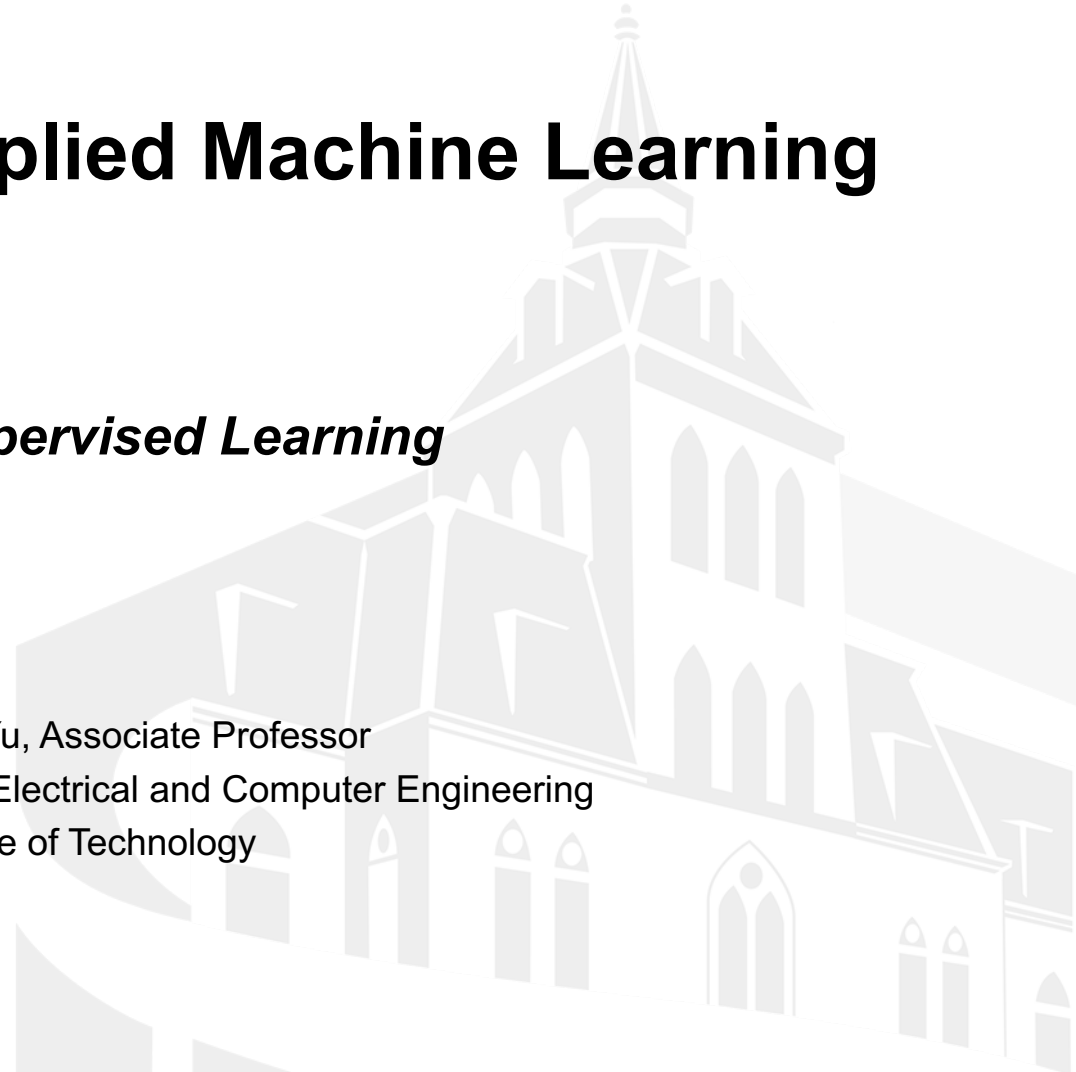 plied Machine Learning
pervised Learning
u, Associate Professor
Electrical and Computer Engineering
e of Technology